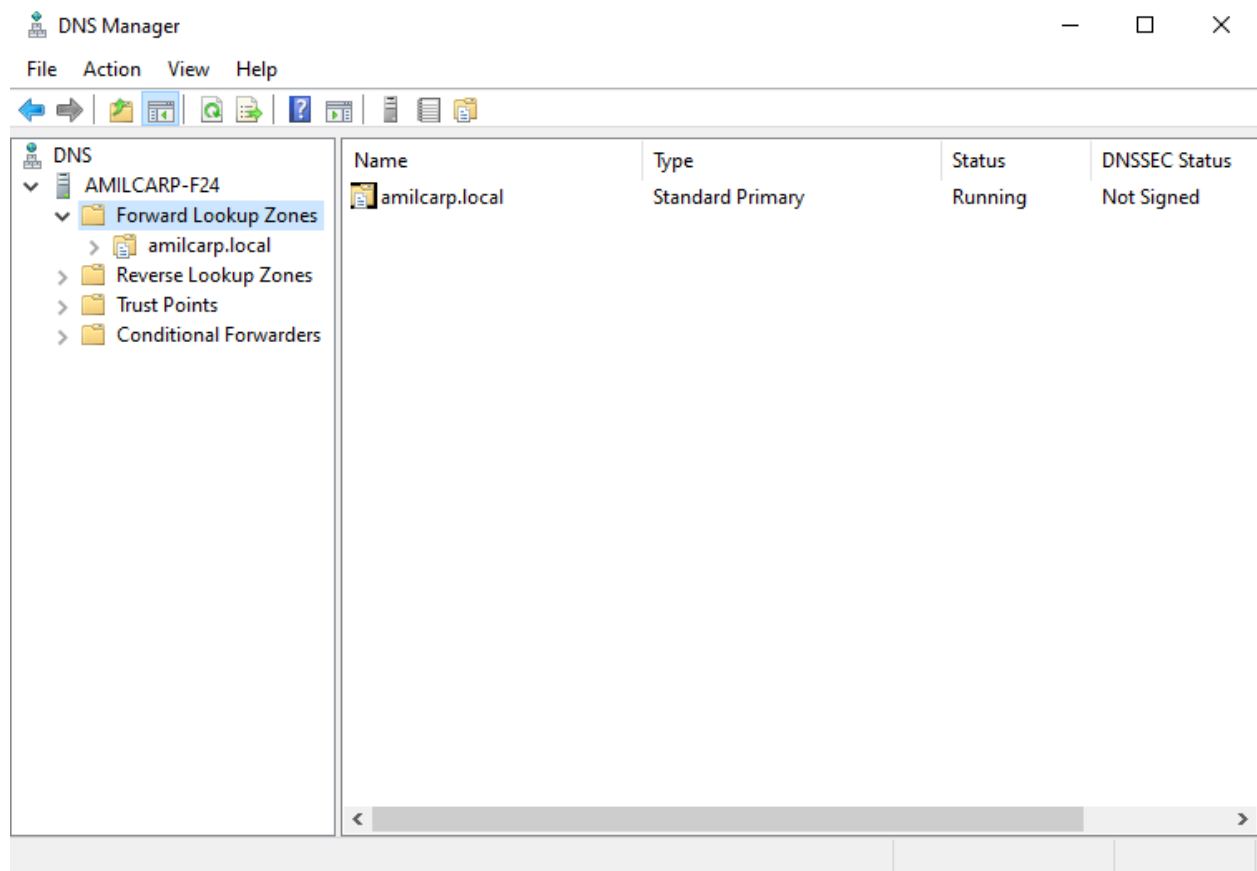 DNS Manager
File Action View Help
DNS
AMILCARP-F24
Forward Lookup Zones
amilcarp.local
Reverse Lookup Zones
Trust Points
Conditional Forwarders
Name Type Status DNSSEC Status
amilcarp.local Standard Primary Running Not Signed